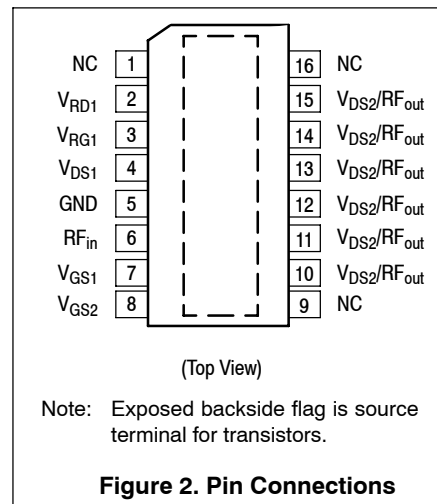 NC 1 16 NC
V_RD1 2 15 V_DS2/RF_out
V_RG1 3 14 V_DS2/RF_out
V_DS1 4 13 V_DS2/RF_out
GND 5 12 V_DS2/RF_out
RF_in 6 11 V_DS2/RF_out
V_GS1 7 10 V_DS2/RF_out
V_GS2 8 9 NC
(Top View)
Note: Exposed backside flag is source
terminal for transistors.
Figure 2. Pin Connections